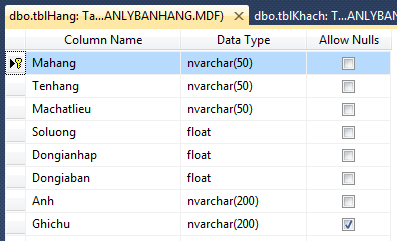 dbo.tblHang: Ta...ANLYBANHANG.MDF) dbo.tblKhach: T...ANLYBAN
Column Name Data Type Allow Nulls
Mahang nvarchar(50)
Tenhang nvarchar(50)
Machatlieu nvarchar(50)
Soluong float
Dongianhap float
Dongiaban float
Anh nvarchar(200)
Ghichu nvarchar(200)